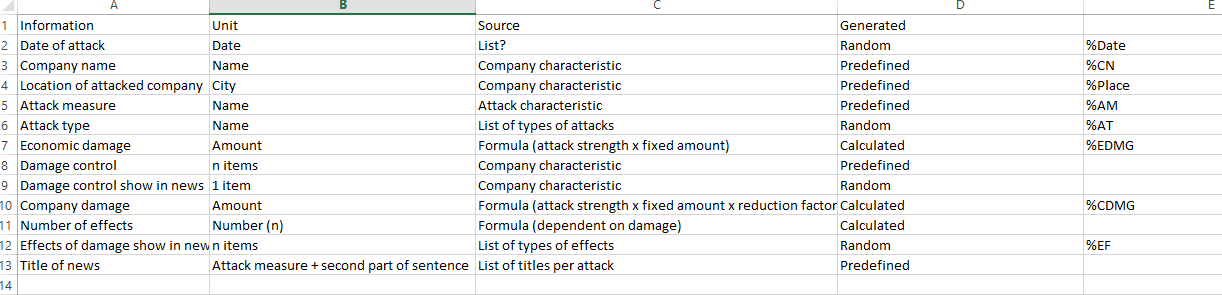 A B C D E
1 Information Unit Source Generated
2 Date of attack Date List? Random %Date
3 Company name Name Company characteristic Predefined %CN
4 Location of attacked company City Company characteristic Predefined %Place
5 Attack measure Name Attack characteristic Predefined %AM
6 Attack type Name List of types of attacks Random %AT
7 Economic damage Amount Formula (attack strength x fixed amount) Calculated %EDMG
8 Damage control n items Company characteristic Predefined
9 Damage control show in news 1 item Company characteristic Random
10 Company damage Amount Formula (attack strength x fixed amount x reduction factor Calculated %CDMG
11 Number of effects Number (n) Formula (dependent on damage) Calculated
12 Effects of damage show in new n items List of types of effects Random %EF
13 Title of news Attack measure + second part of sentence List of titles per attack Predefined
14